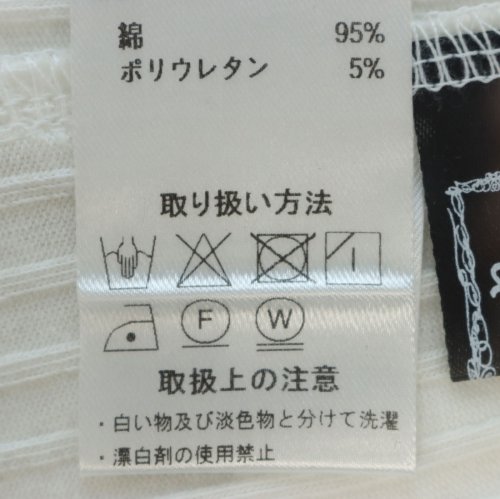 綿 95%
ポリウレタン 5%
取り扱い方法
F W
取扱上の注意
・白い物及び淡色物と分けて洗濯
・漂白剤の使用禁止